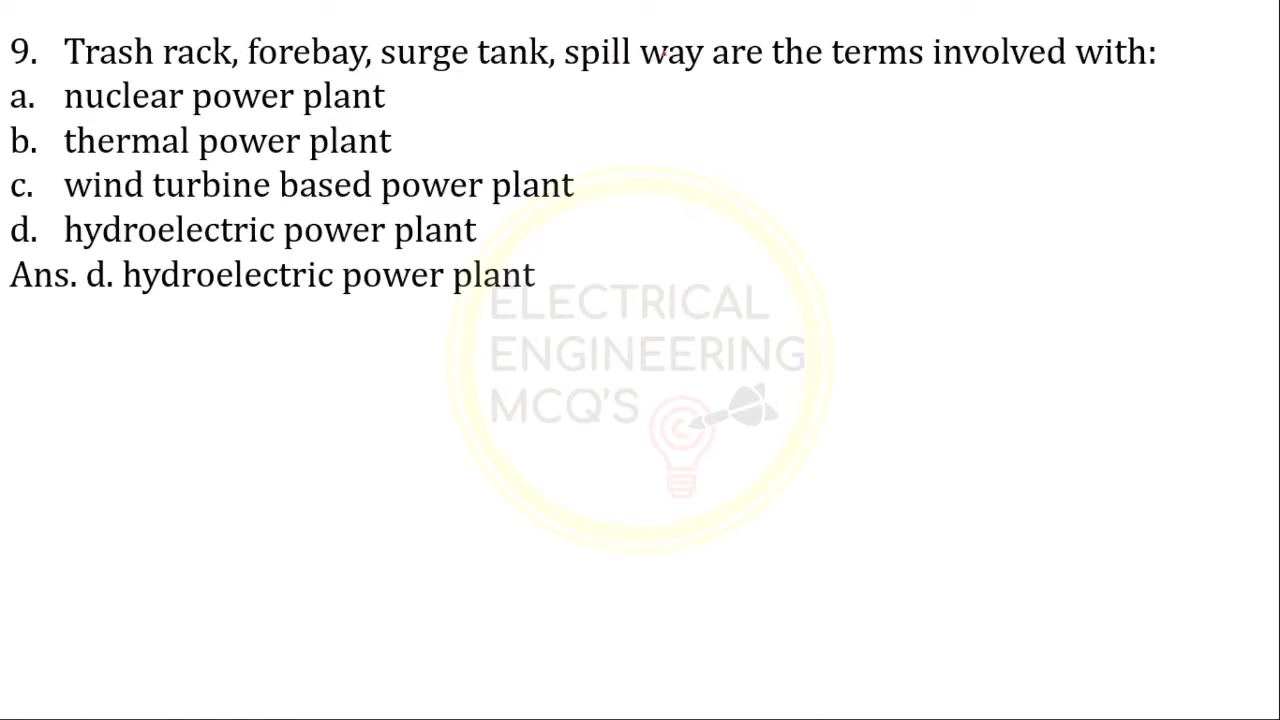 9. Trash rack, forebay, surge tank, spill way are the terms involved with:
a. nuclear power plant
b. thermal power plant
c. wind turbine based power plant
d. hydroelectric power plant
Ans. d. hydroelectric power plant
ELECTRICAL
ENGINEERING
MCQ'S